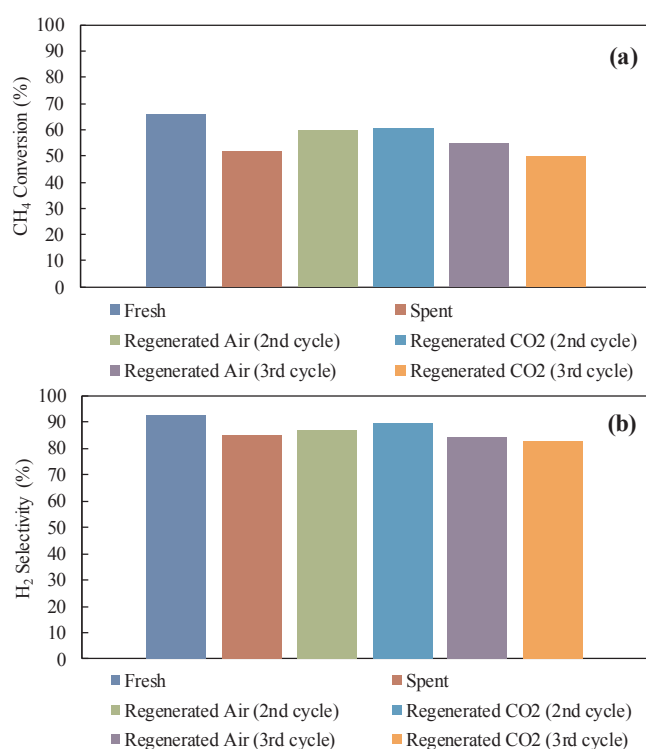 100
90
80
70
60
50
40
30
20
10
0
CH4 Conversion (%)
(a)
Fresh Spent
Regenerated Air (2nd cycle) Regenerated CO2 (2nd cycle)
Regenerated Air (3rd cycle) Regenerated CO2 (3rd cycle)
100
90
80
70
60
50
40
30
20
10
0
H2 Selectivity (%)
(b)
Fresh Spent
Regenerated Air (2nd cycle) Regenerated CO2 (2nd cycle)
Regenerated Air (3rd cycle) Regenerated CO2 (3rd cycle)